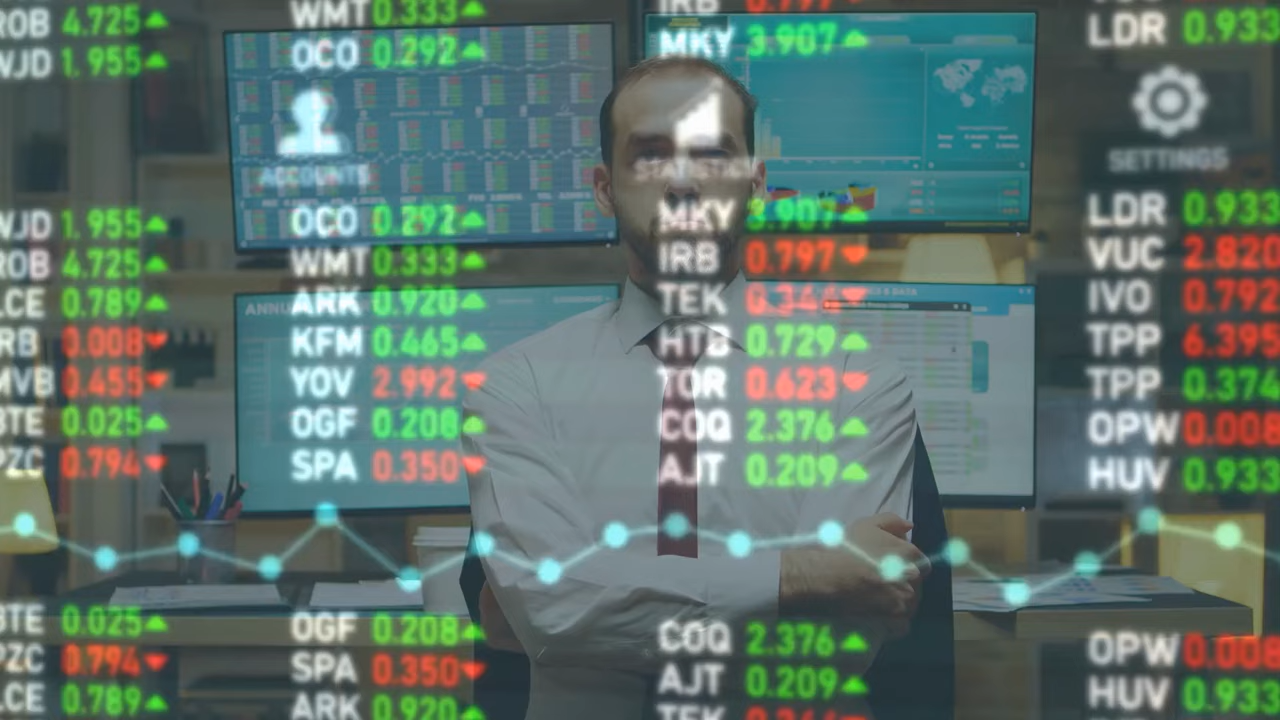 ROB 4.725 WMT 0.333 IRB 0.797
WJD 1.955 OCO 0.292 MKY 3.907 LDR 0.933
ACCOUNTS STATISTICS SETTINGS
WJD 1.955 OCO 0.292 MKY 3.907 LDR 0.933
ROB 4.725 WMT 0.333 IRB 0.797 VUC 2.820
LCE 0.789 ARK 0.920 TEK 0.344 IVO 0.792
RB 0.008 KFM 0.465 HTB 0.729 TPP 6.395
MVB 0.455 YOV 2.992 TOR 0.623 TPP 0.374
BTE 0.025 OGF 0.208 COQ 2.376 OPW 0.008
PZC 0.794 SPA 0.350 AJT 0.209 HUV 0.933
BTE 0.025 OGF 0.208 COQ 2.376 OPW 0.008
PZC 0.794 SPA 0.350 AJT 0.209 HUV 0.933
LCE 0.789 ARK 0.920 TEK 0.344